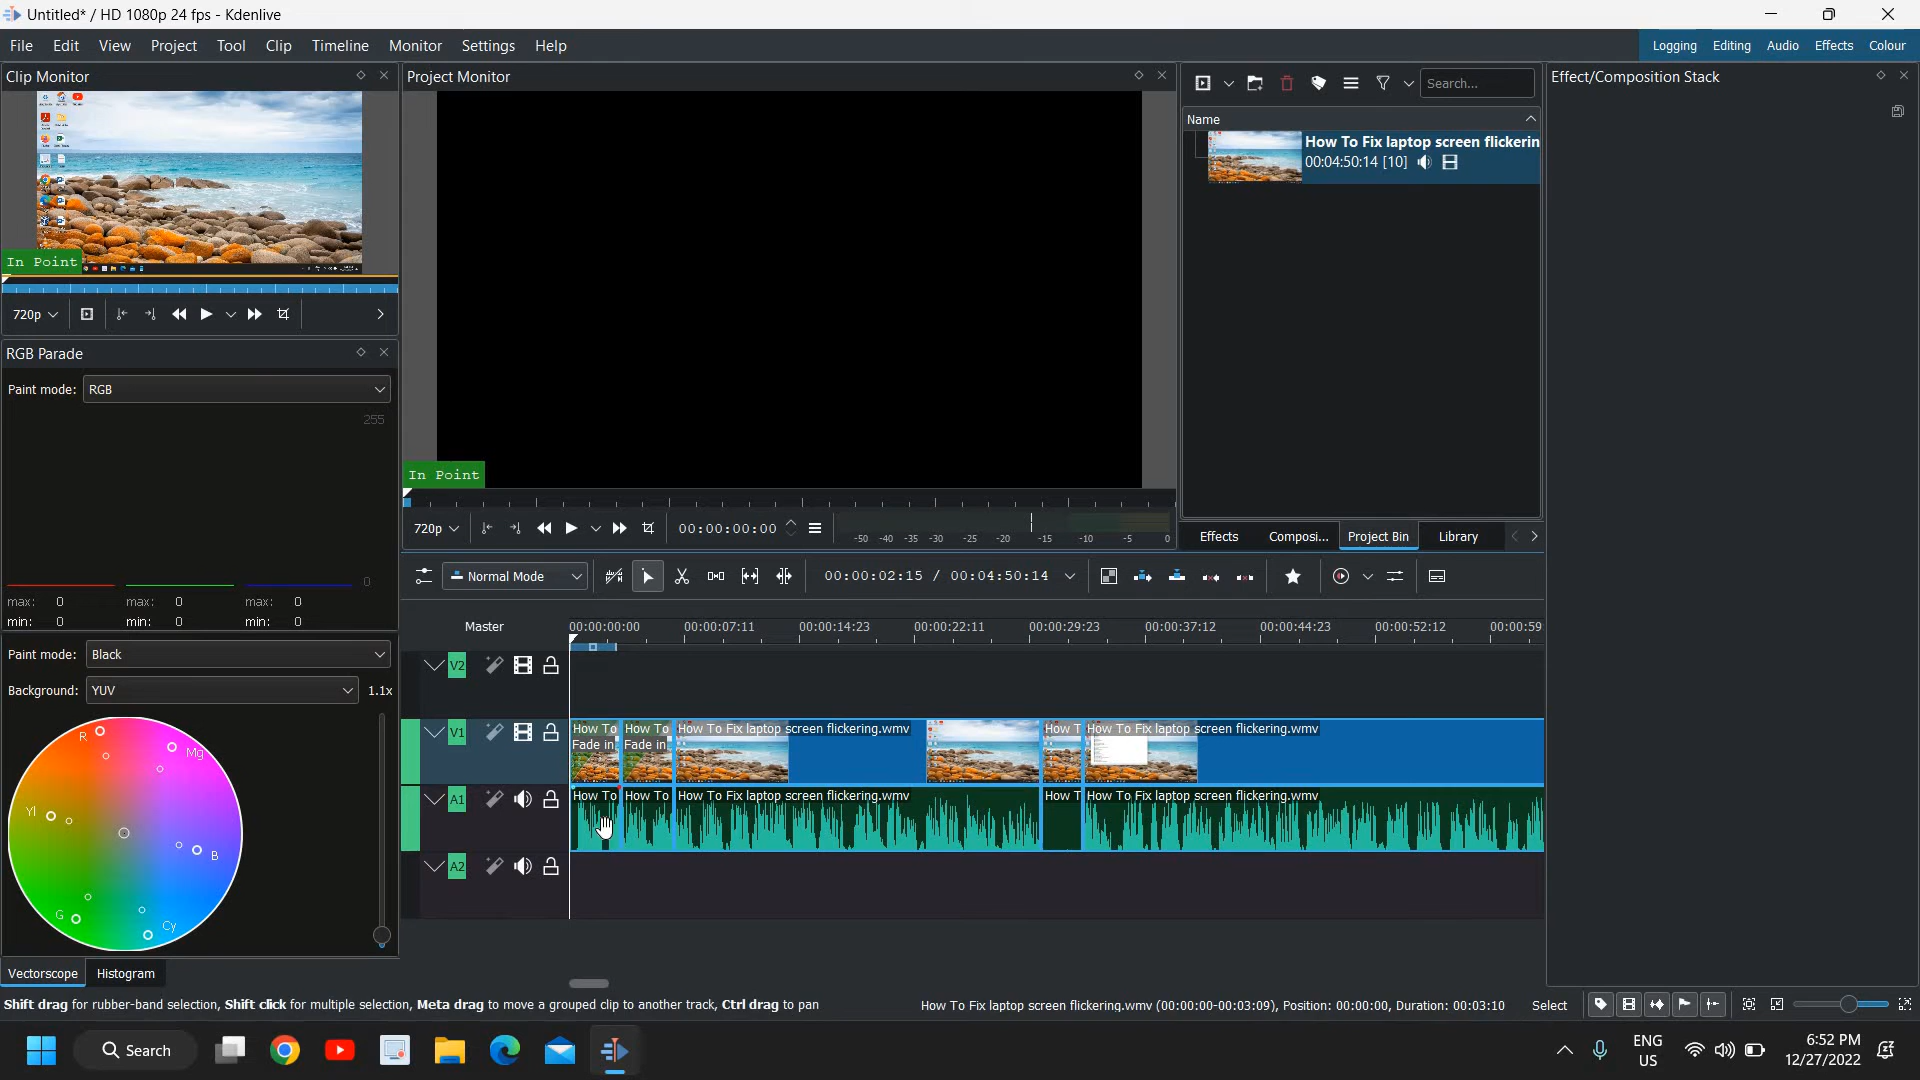 Untitled* / HD 1080p 24 fps - Kdenlive
File Edit View Project Tool Clip Timeline Monitor Settings Help
Logging Editing Audio Effects Colour
Clip Monitor
In Point
720p
Project Monitor
In Point
720p
00:00:00:00
-50 -40 -35 -30 -25 -20 -15 -10 -5 0
Search...
Name
How To Fix laptop screen flickerin
00:04:50:14 [10]
Effects Composi... Project Bin Library
Effect/Composition Stack
RGB Parade
Paint mode: RGB
255
0
max: 0 max: 0 max: 0
min: 0 min: 0 min: 0
Paint mode: Black
Background: YUV 1.1x
R
Mg
Yl
B
G
Cy
Vectorscope Histogram
Normal Mode
00:00:02:15 / 00:04:50:14
Master
00:00:00:00 00:00:07:11 00:00:14:23 00:00:22:11 00:00:29:23 00:00:37:12 00:00:44:23 00:00:52:12 00:00:59
V2
V1
How To How To How To Fix laptop screen flickering.wmv How T How To Fix laptop screen flickering.wmv
Fade in Fade in
A1
How To How To How To Fix laptop screen flickering.wmv How T How To Fix laptop screen flickering.wmv
A2
Shift drag for rubber-band selection, Shift click for multiple selection, Meta drag to move a grouped clip to another track, Ctrl drag to pan
How To Fix laptop screen flickering.wmv (00:00:00-00:03:09), Position: 00:00:00, Duration: 00:03:10
Select
Search
ENG
US
6:52 PM
12/27/2022